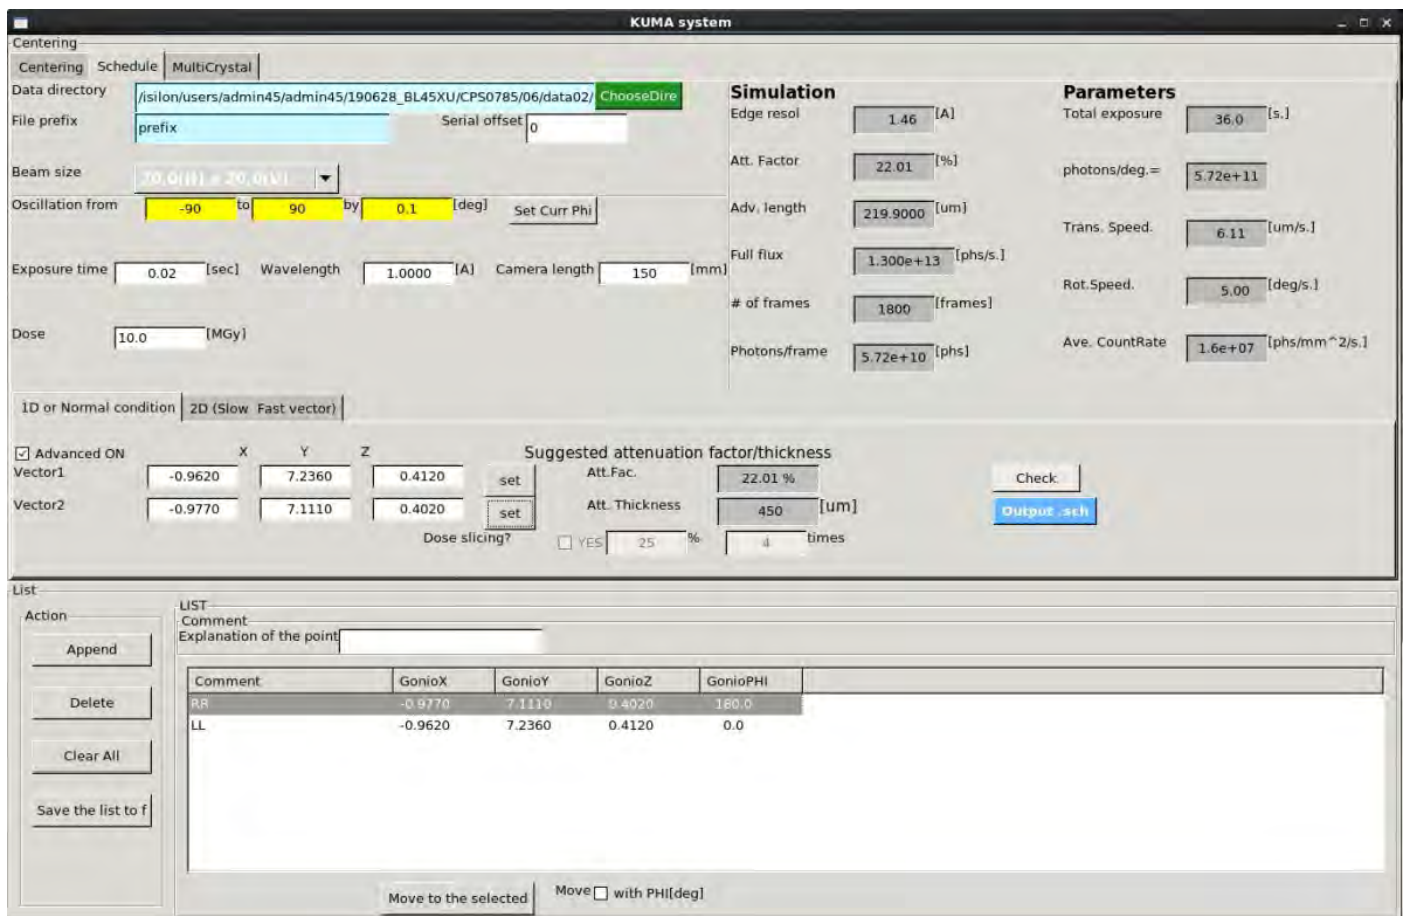 KUMA system
Centering
Centering Schedule MultiCrystal
Data directory /isilon/users/admin45/admin45/190628_BL45XU/CPS0785/06/data02/ ChooseDire
File prefix prefix Serial offset 0
Beam size
Oscillation from -90 to 90 by 0.1 [deg] Set Curr Phi
Exposure time 0.02 [sec] Wavelength 1.0000 [A] Camera length 150 [mm]
Dose 10.0 [MGy]
Simulation
Edge resol 1.46 [A]
Att. Factor 22.01 [%]
Adv. length 219.9000 [um]
Full flux 1.300e+13 [phs/s.]
# of frames 1800 [frames]
Photons/frame 5.72e+10 [phs]
Parameters
Total exposure 36.0 [s.]
photons/deg.= 5.72e+11
Trans. Speed. 6.11 [um/s.]
Rot.Speed. 5.00 [deg/s.]
Ave. CountRate 1.6e+07 [phs/mm^2/s.]
1D or Normal condition 2D (Slow Fast vector)
Advanced ON X Y Z Suggested attenuation factor/thickness
Vector1 -0.9620 7.2360 0.4120 set Att.Fac. 22.01 % Check
Vector2 -0.9770 7.1110 0.4020 set Att. Thickness 450 [um] Output .sch
Dose slicing? YES 25 % 4 times
List
Action
Append
Delete
Clear All
Save the list to f
LIST
Comment
Explanation of the point
Comment GonioX GonioY GonioZ GonioPHI
RR -0.9770 7.1110 0.4020 180.0
LL -0.9620 7.2360 0.4120 0.0
Move to the selected Move with PHI[deg]